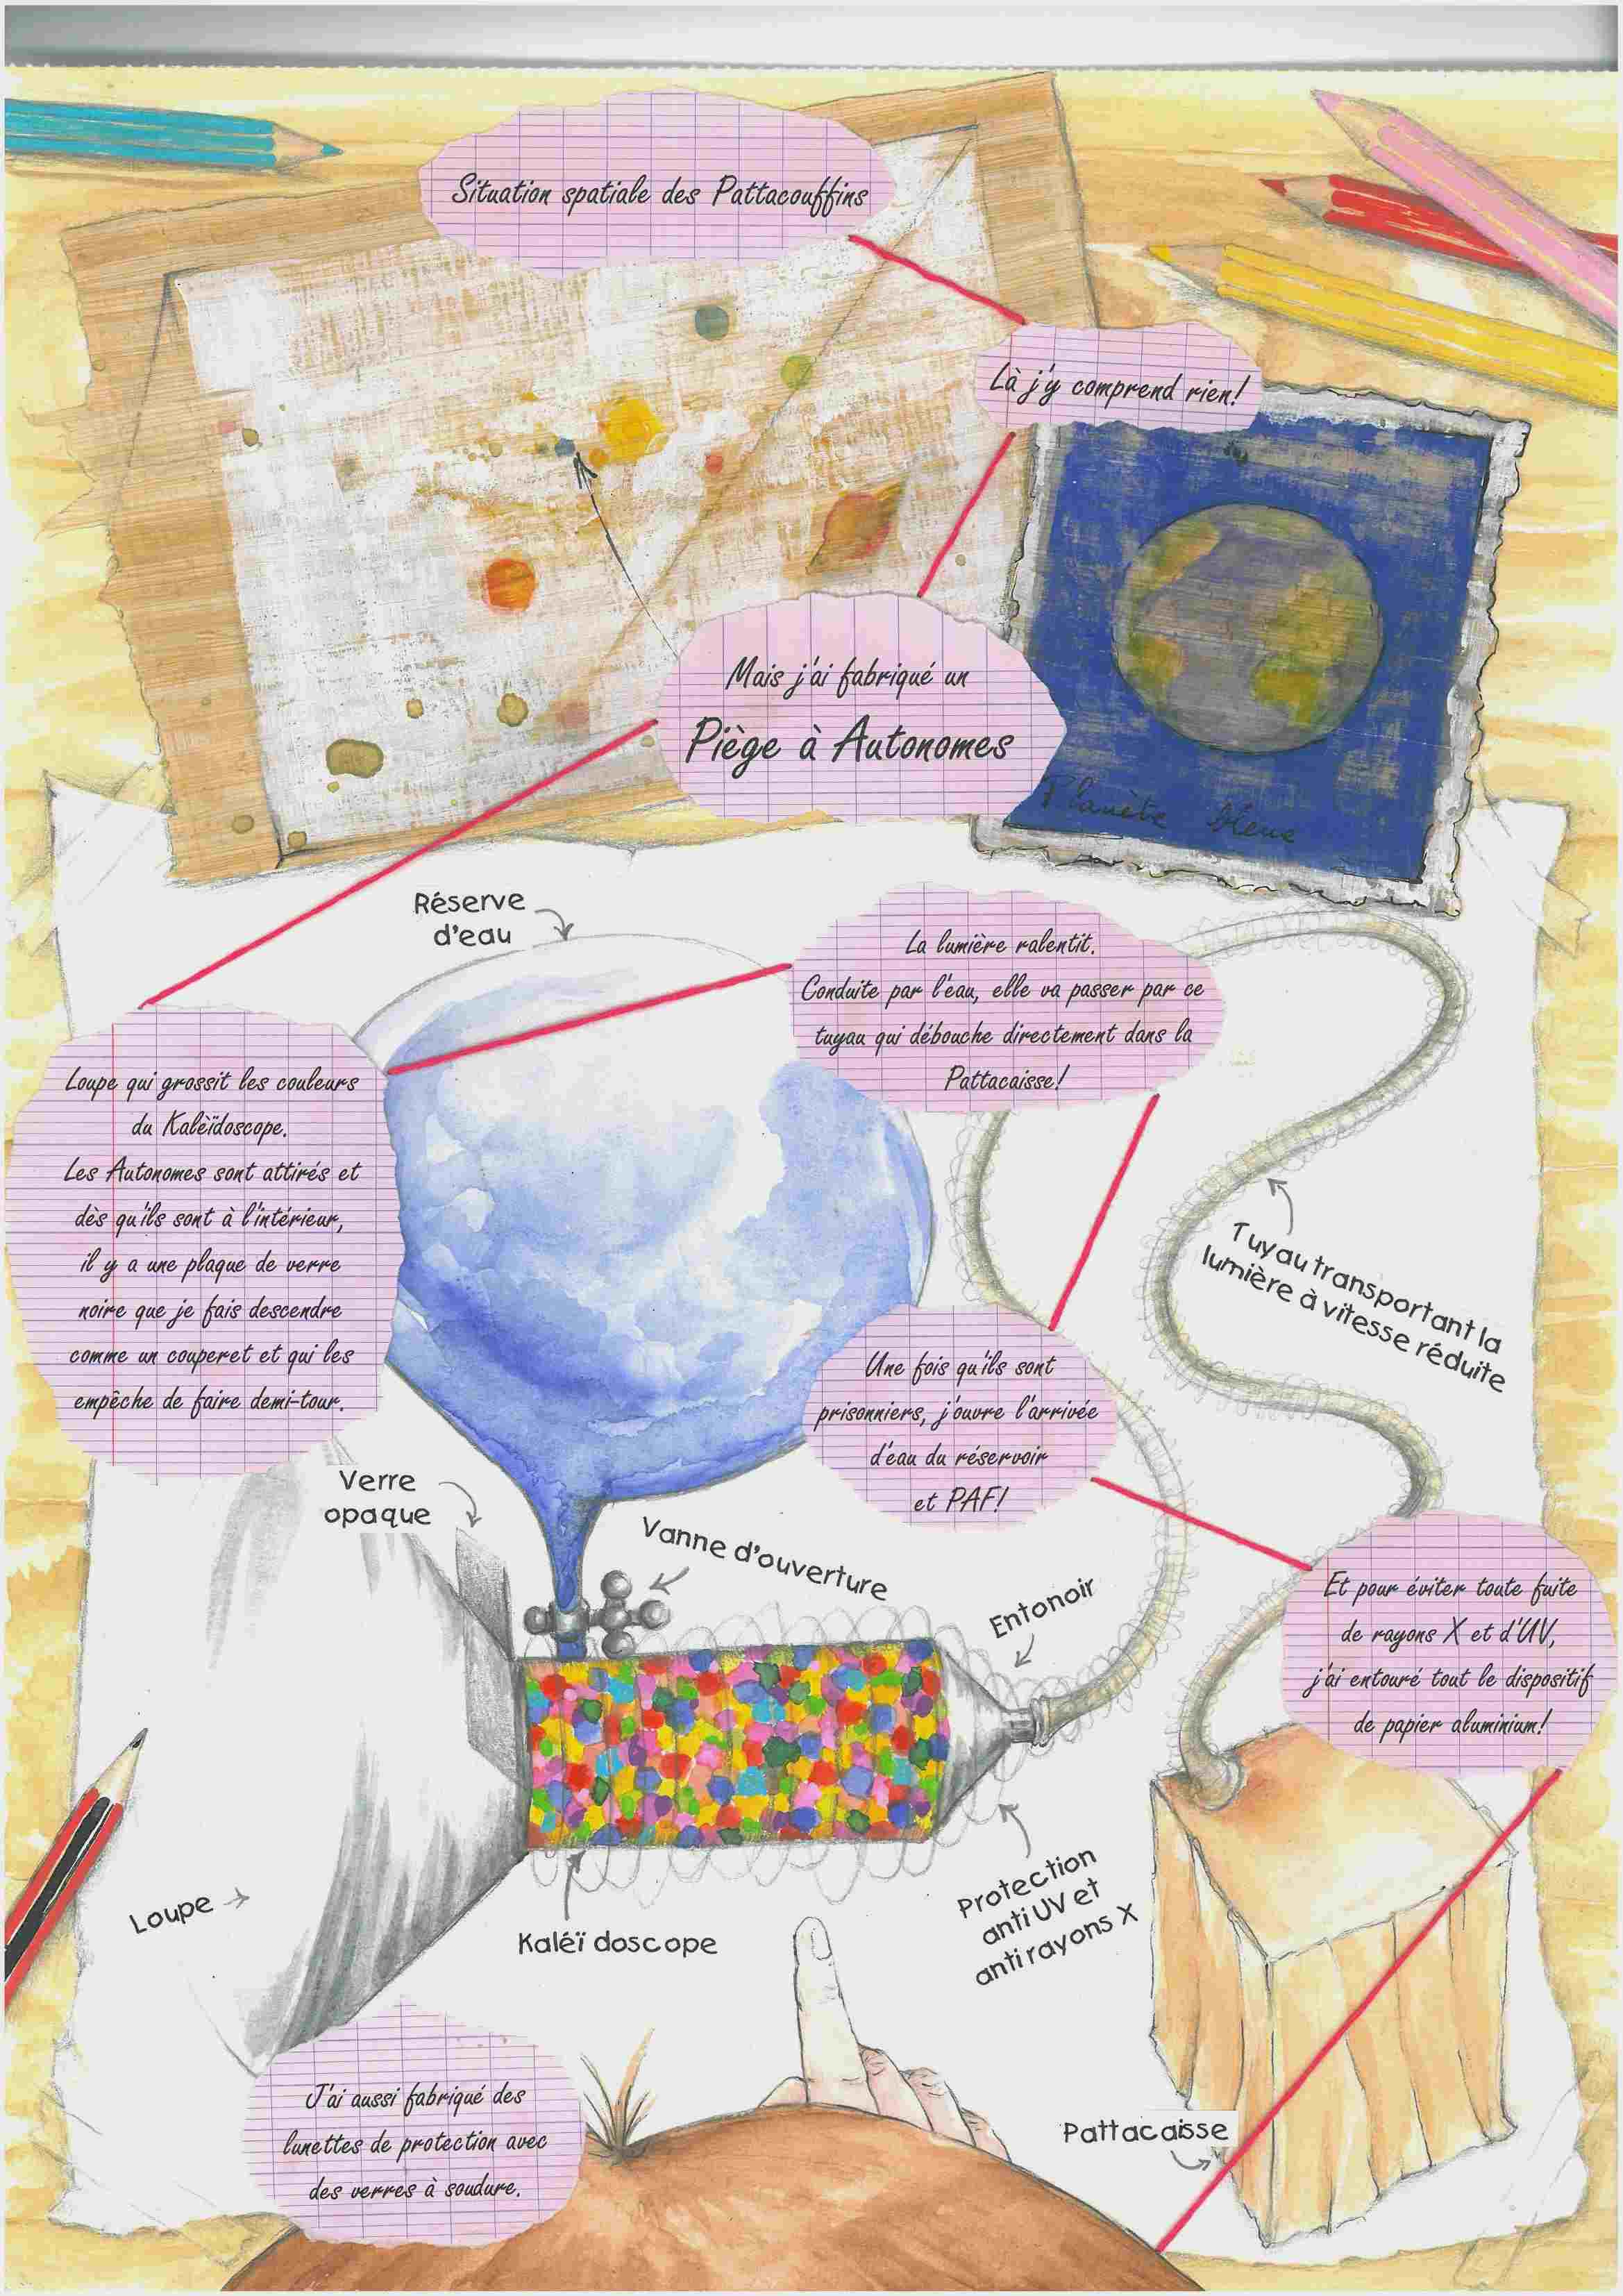 Situation spatiale des Pattacouffins
Là j'y comprend rien!
Mais j'ai fabriqué un
Piège à Autonomes
Planète bleue
Réserve
d'eau
La lumière ralentit.
Conduite par l'eau, elle va passer par ce
tuyau qui débouche directement dans la
Pattacaisse!
Loupe qui grossit les couleurs
du Kalèïdoscope.
Les Autonomes sont attirés et
dès qu'ils sont à l'intérieur,
il y a une plaque de verre
noire que je fais descendre
comme un couperet et qui les
empêche de faire demi-tour.
Tuyau transportant la
lumière à vitesse réduite
Une fois qu'ils sont
prisonniers, j'ouvre l'arrivée
d'eau du réservoir
et PAF!
Verre
opaque
Vanne d'ouverture
Entonoir
Et pour éviter toute fuite
de rayons X et d'UV,
j'ai entouré tout le dispositif
de papier aluminium!
Loupe
Kaléï doscope
Protection
anti UV et
anti rayons X
J'ai aussi fabriqué des
lunettes de protection avec
des verres à soudure.
Pattacaisse